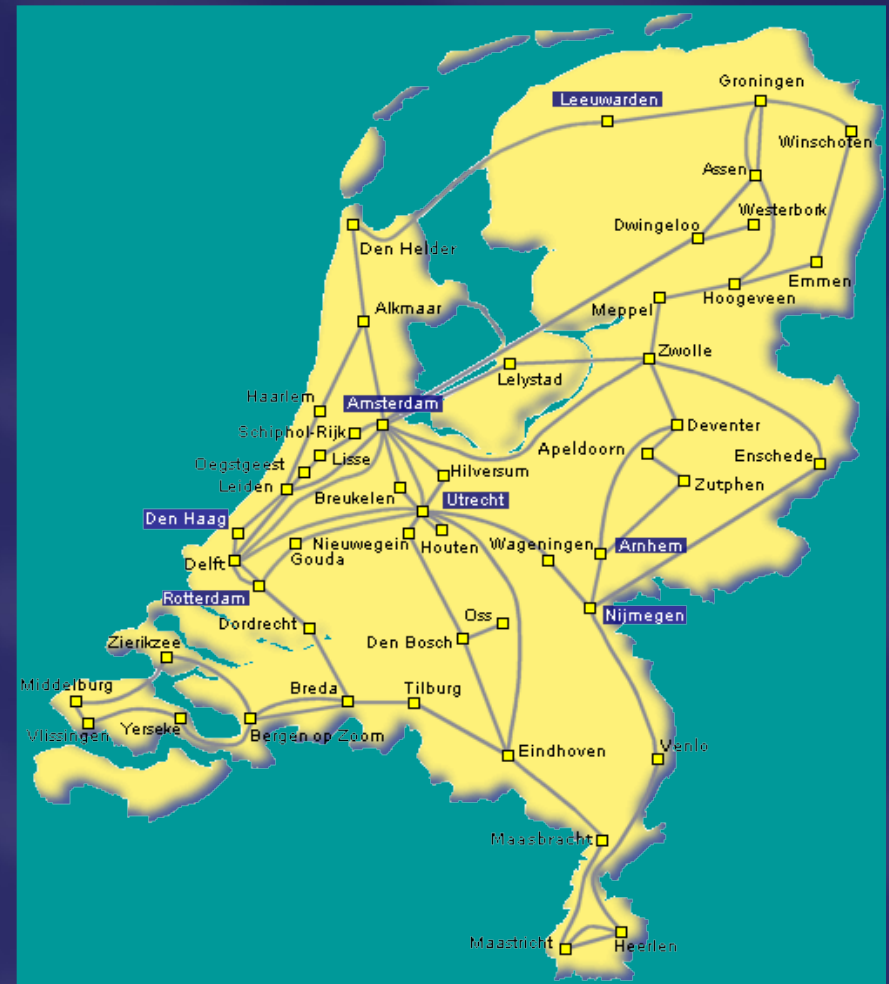 Groningen
Leeuwarden
Winschoten
Assen
Westerbork
Dwingeloo
Den Helder
Emmen
Hoogeveen
Meppel
Alkmaar
Zwolle
Lelystad
Haarlem
Amsterdam
Schiphol-Rijk
Deventer
Apeldoorn
Enschede
Lisse
Oegstgeest
Hilversum
Leiden
Zutphen
Breukelen
Utrecht
Den Haag
Nieuwegein
Houten
Wageningen
Arnhem
Gouda
Delft
Rotterdam
Oss
Nijmegen
Dordrecht
Den Bosch
Zierikzee
Middelburg
Breda
Tilburg
Vlissingen
Yerseke
Bergen op Zoom
Eindhoven
Venlo
Maasbracht
Maastricht
Heerlen